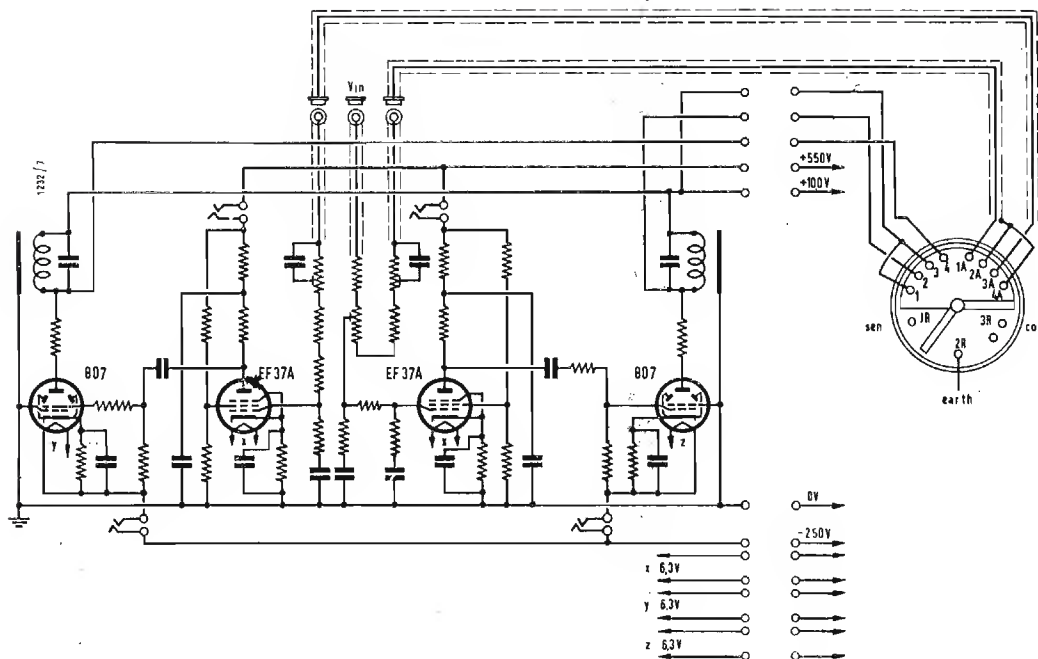 Vin
1232/7
+550V
+100V
1
2
3
4
1A
2A
3A
4A
JR
2R
3R
sen
co
earth
807
EF37A
EF37A
807
y
x
x
z
0V
-250V
x 6,3V
y 6,3V
z 6,3V